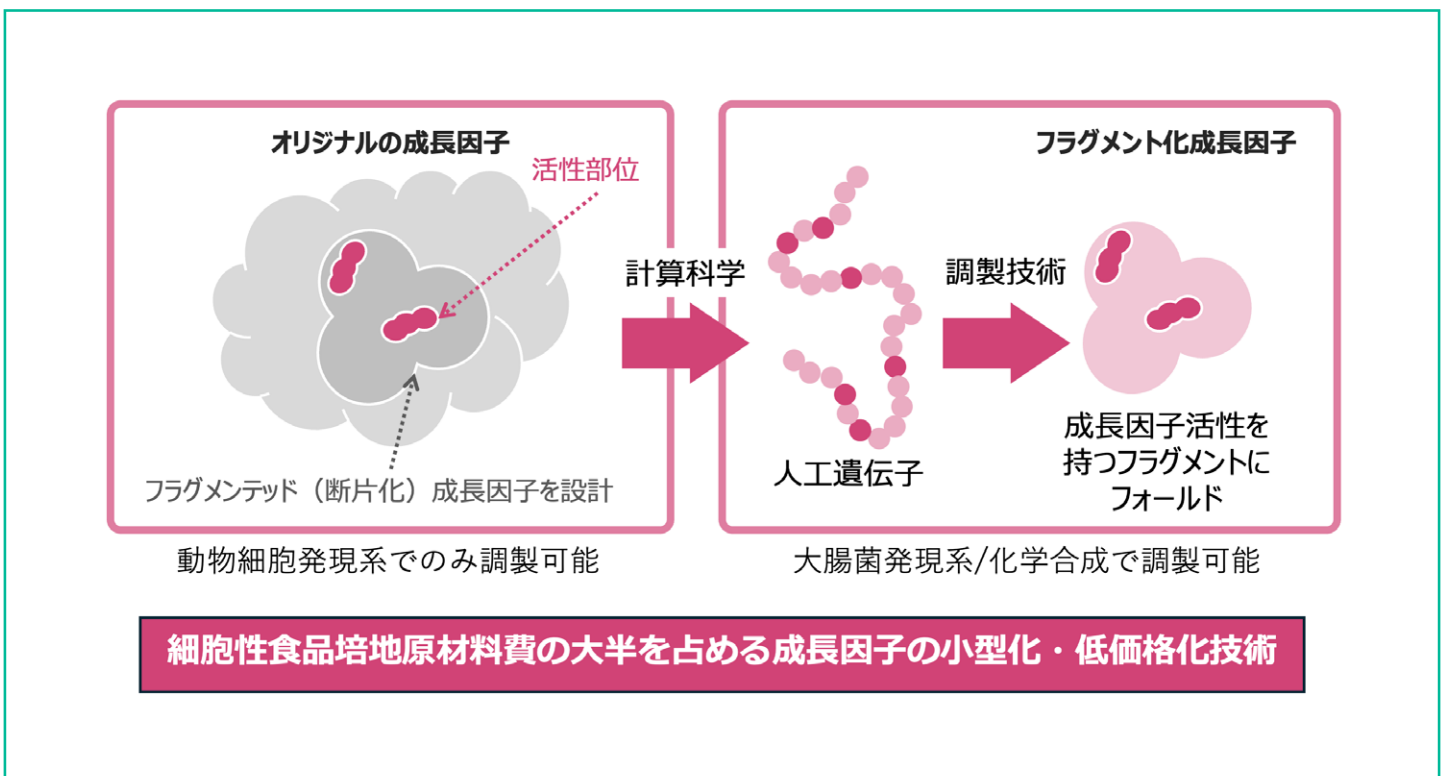 オリジナルの成長因子
活性部位
フラグメンテッド（断片化）成長因子を設計
動物細胞発現系でのみ調製可能
計算科学
人工遺伝子
調製技術
フラグメント化成長因子
成長因子活性を
持つフラグメントに
フォールド
大腸菌発現系/化学合成で調製可能
細胞性食品培地原材料費の大半を占める成長因子の小型化・低価格化技術